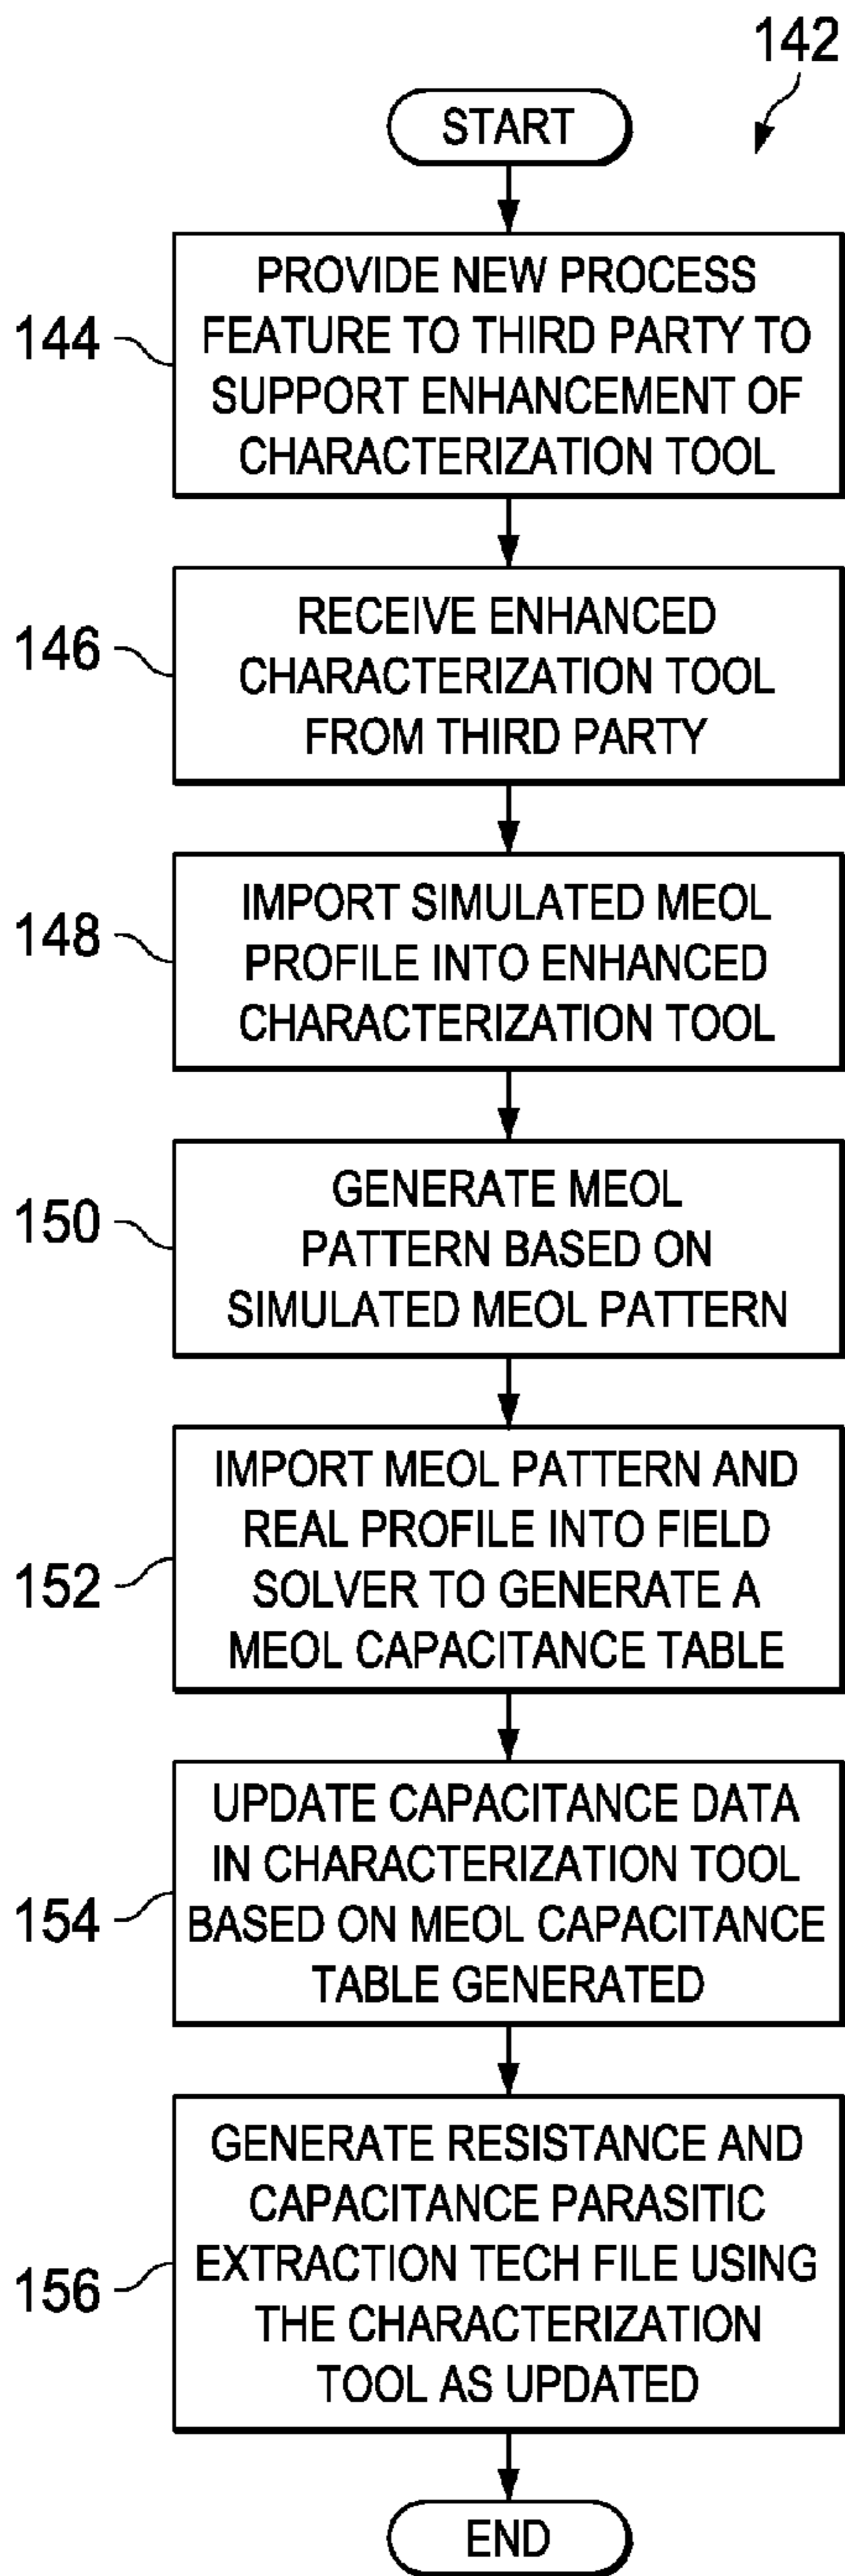 142
START
144
PROVIDE NEW PROCESS
FEATURE TO THIRD PARTY TO
SUPPORT ENHANCEMENT OF
CHARACTERIZATION TOOL
146
RECEIVE ENHANCED
CHARACTERIZATION TOOL
FROM THIRD PARTY
148
IMPORT SIMULATED MEOL
PROFILE INTO ENHANCED
CHARACTERIZATION TOOL
150
GENERATE MEOL
PATTERN BASED ON
SIMULATED MEOL PATTERN
152
IMPORT MEOL PATTERN AND
REAL PROFILE INTO FIELD
SOLVER TO GENERATE A
MEOL CAPACITANCE TABLE
154
UPDATE CAPACITANCE DATA
IN CHARACTERIZATION TOOL
BASED ON MEOL CAPACITANCE
TABLE GENERATED
156
GENERATE RESISTANCE AND
CAPACITANCE PARASITIC
EXTRACTION TECH FILE USING
THE CHARACTERIZATION
TOOL AS UPDATED
END